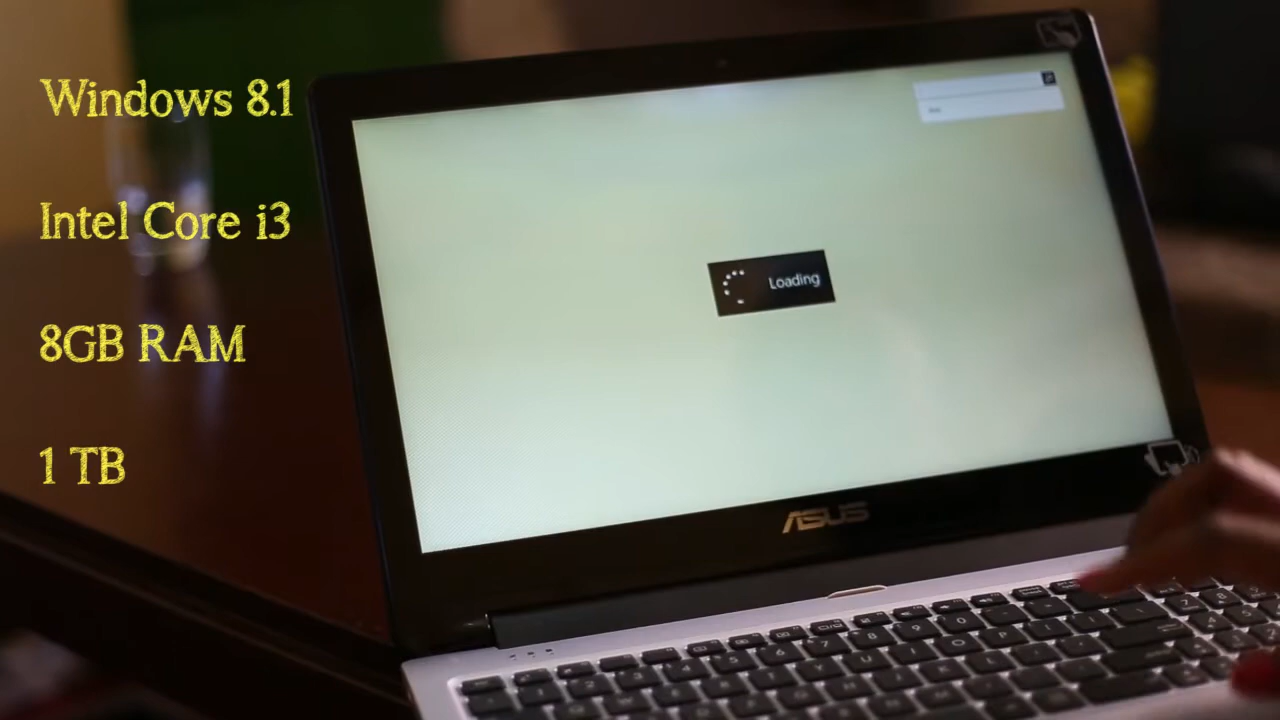 Windows 8.1
Intel Core i3
8GB RAM
1 TB
Loading
ASUS